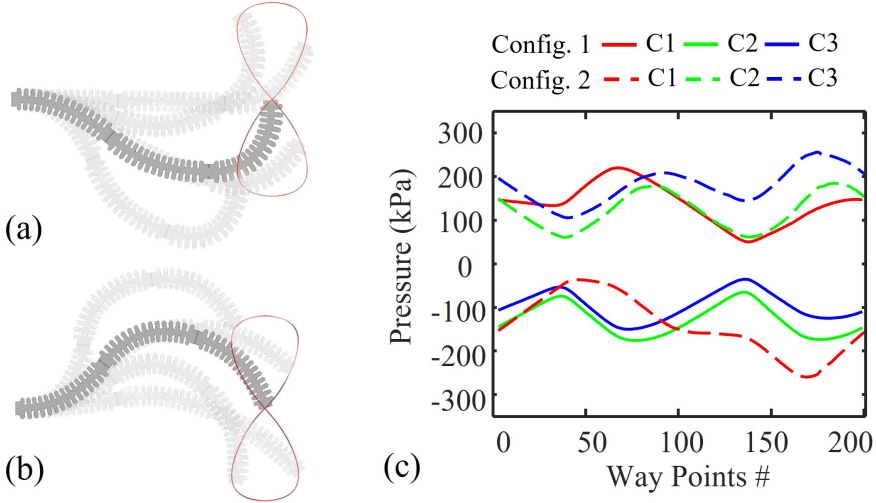 Config. 1 C1 C2 C3
Config. 2 C1 C2 C3
(a)
(b)
(c)
Pressure (kPa)
300
200
100
0
-100
-200
-300
0 50 100 150 200
Way Points #